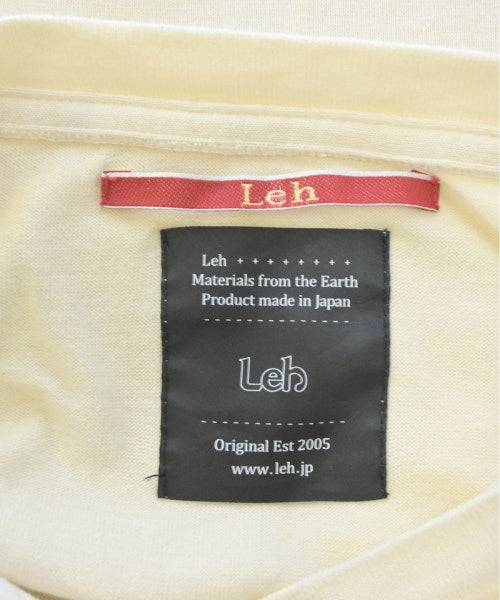 Leh
Leh + + + + + + + +
Materials from the Earth
Product made in Japan
- - - - - - - - - - - - - - - - - - - -
Leh
- - - - - - - - - - - - - - - - - - - -
Original Est 2005
www.leh.jp